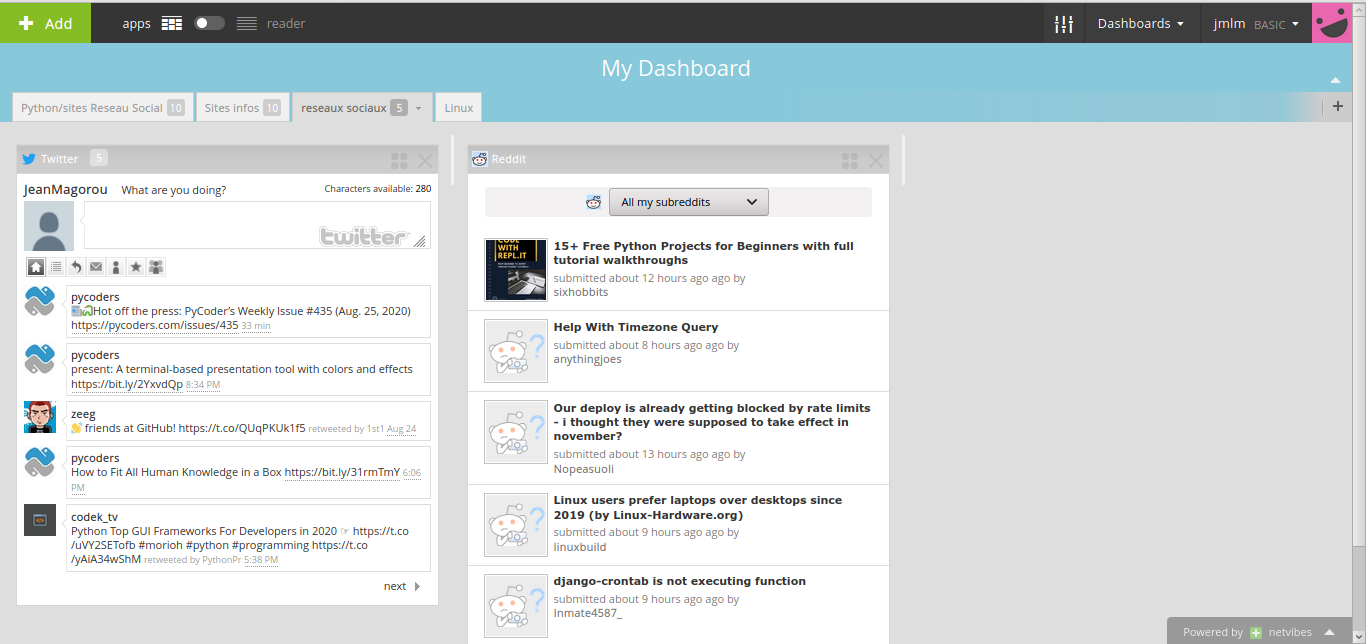 Add
apps
reader
Dashboards
jmlm BASIC
My Dashboard
Python/sites Reseau Social 10
Sites infos 10
reseaux sociaux 5
Linux
Twitter 5
JeanMagorou What are you doing? Characters available: 280
twitter
pycoders
Hot off the press: PyCoder's Weekly Issue #435 (Aug. 25, 2020)
https://pycoders.com/issues/435 33 min
pycoders
present: A terminal-based presentation tool with colors and effects
https://bit.ly/2YxvdQp 8:34 PM
zeeg
👋 friends at GitHub! https://t.co/QUqPKUk1f5 retweeted by 1st1 Aug 24
pycoders
How to Fit All Human Knowledge in a Box https://bit.ly/31rmTmY 6:06
PM
codek_tv
Python Top GUI Frameworks For Developers in 2020 ☞ https://t.co
/uVY2SETofb #morioh #python #programming https://t.co
/yAiA34wShM retweeted by PythonPr 5:38 PM
next
Reddit
All my subreddits
CODE
WITH
REPL.IT
15+ Free Python Projects for Beginners with full
tutorial walkthroughs
submitted about 12 hours ago ago by
sixhobbits
Help With Timezone Query
submitted about 8 hours ago ago by
anythingjoes
Our deploy is already getting blocked by rate limits
- i thought they were supposed to take effect in
november?
submitted about 13 hours ago ago by
Nopeasuoli
Linux users prefer laptops over desktops since
2019 (by Linux-Hardware.org)
submitted about 9 hours ago ago by
linuxbuild
django-crontab is not executing function
submitted about 9 hours ago ago by
Inmate4587_
Powered by netvibes